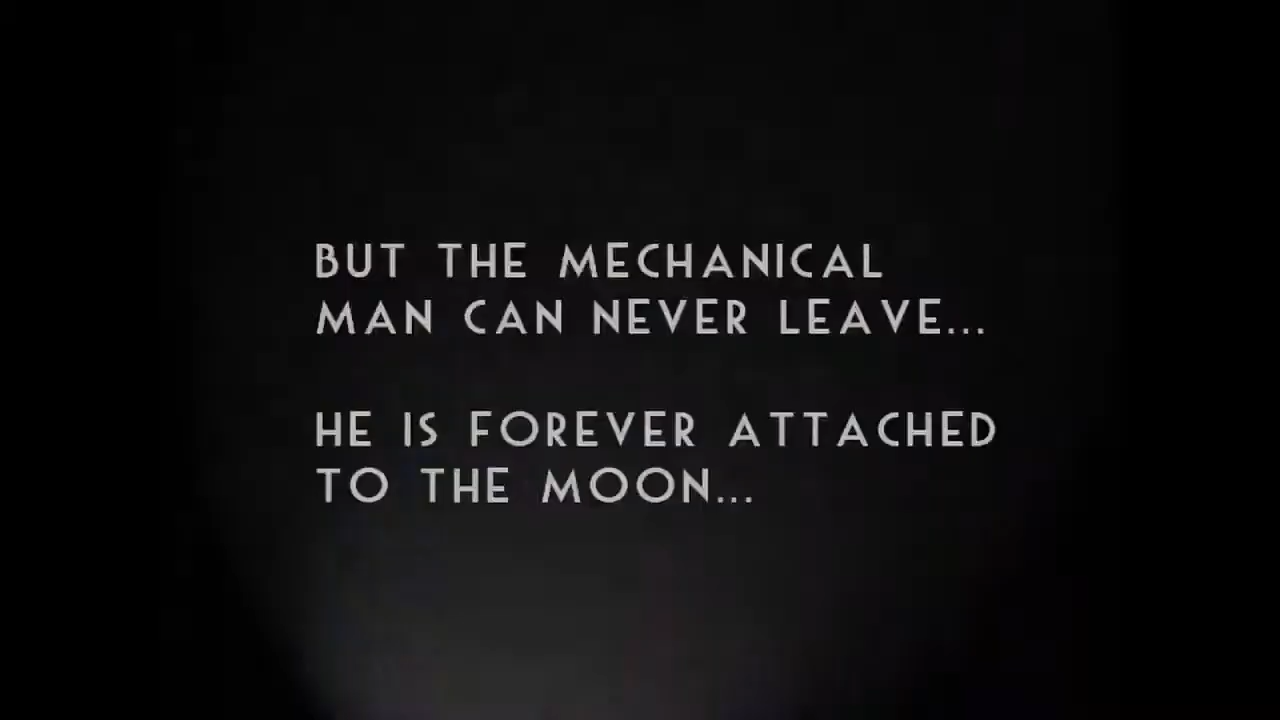 BUT THE MECHANICAL
MAN CAN NEVER LEAVE...
HE IS FOREVER ATTACHED
TO THE MOON...